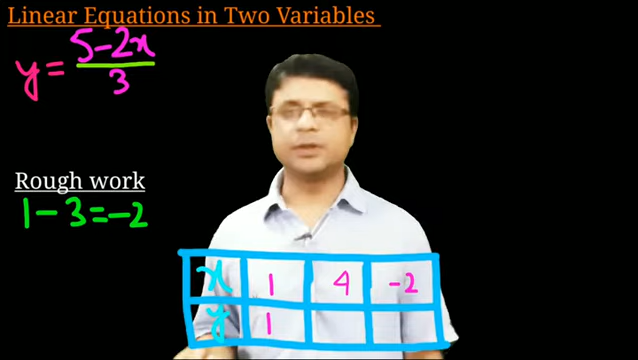 Linear Equations in Two Variables
y = 5-2x
3
Rough work
1-3=-2
x 1 4 -2
y 1